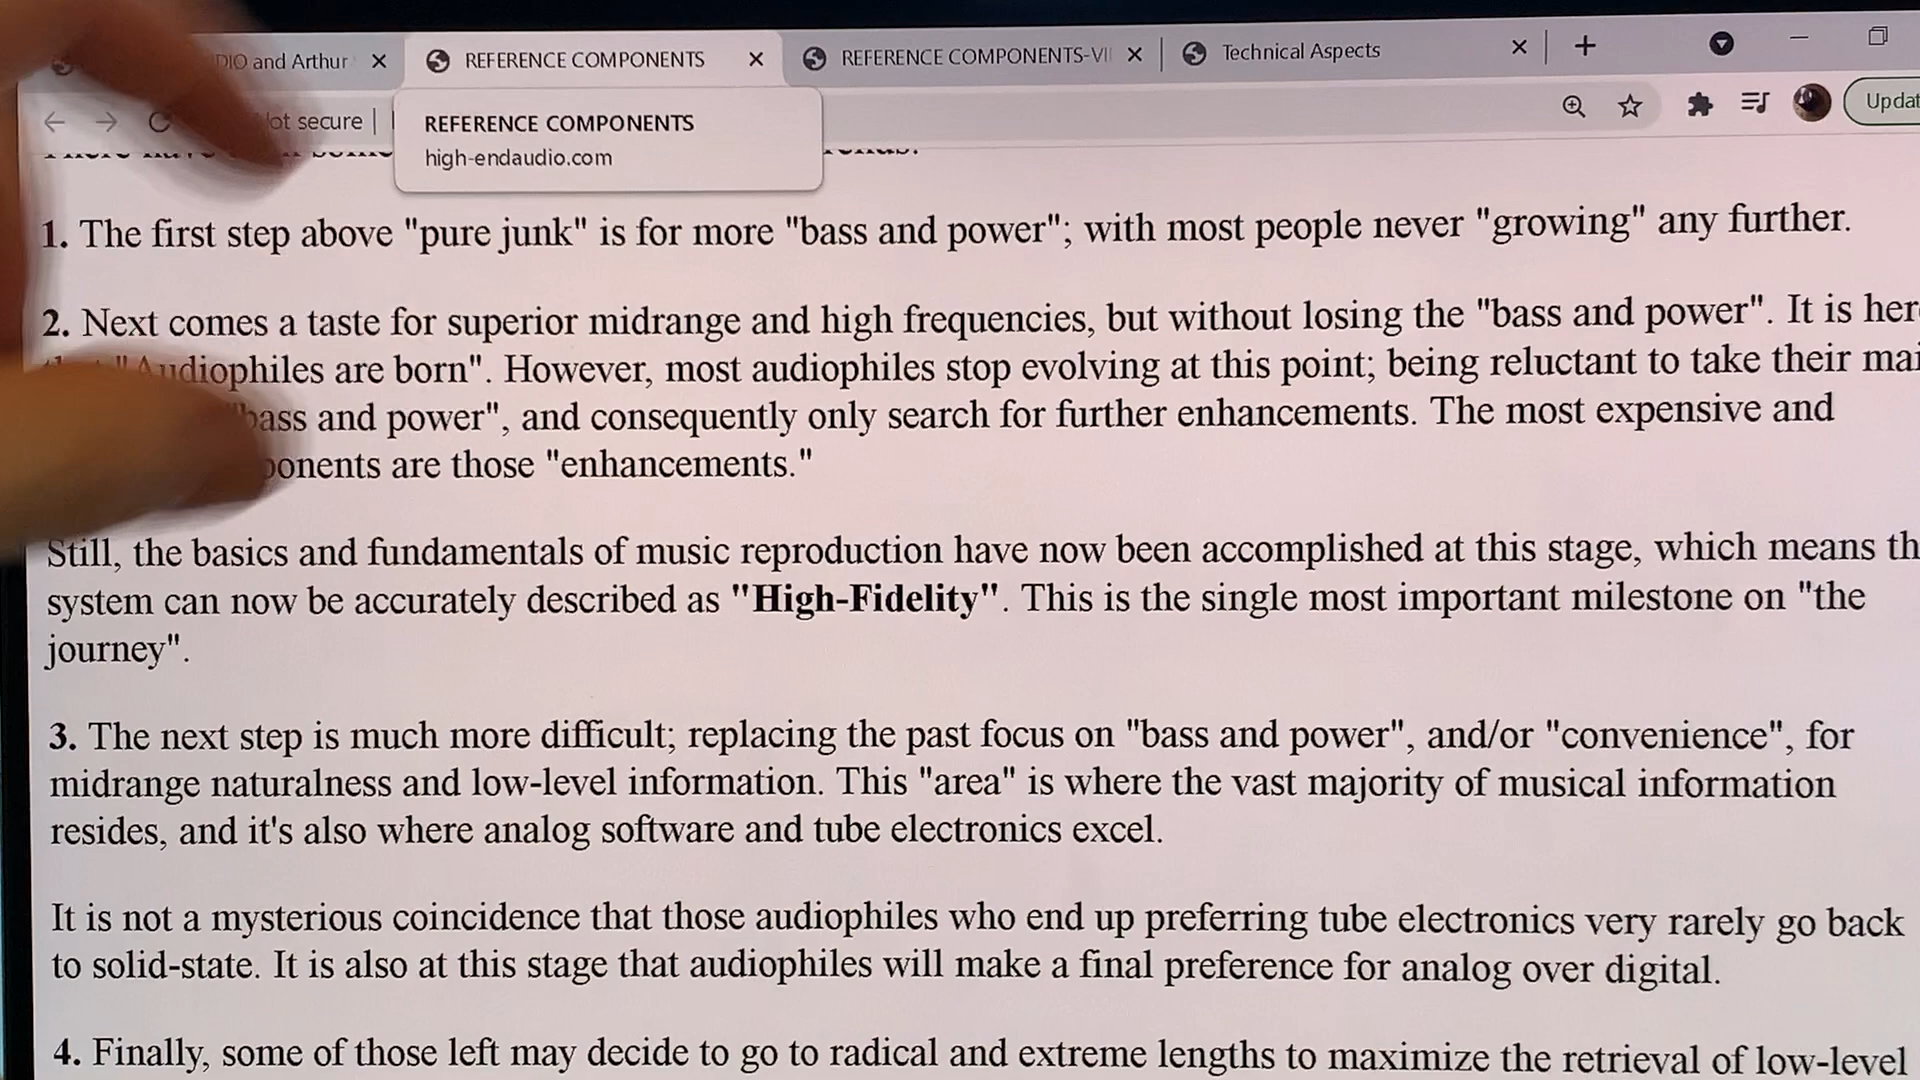 DIO and Arthur
REFERENCE COMPONENTS
REFERENCE COMPONENTS-VII
Technical Aspects
ot secure
Updat
REFERENCE COMPONENTS
high-endaudio.com
1. The first step above "pure junk" is for more "bass and power"; with most people never "growing" any further.
2. Next comes a taste for superior midrange and high frequencies, but without losing the "bass and power". It is her
"Audiophiles are born". However, most audiophiles stop evolving at this point; being reluctant to take their mai
"bass and power", and consequently only search for further enhancements. The most expensive and
ponents are those "enhancements."
Still, the basics and fundamentals of music reproduction have now been accomplished at this stage, which means th
system can now be accurately described as "High-Fidelity". This is the single most important milestone on "the
journey".
3. The next step is much more difficult; replacing the past focus on "bass and power", and/or "convenience", for
midrange naturalness and low-level information. This "area" is where the vast majority of musical information
resides, and it's also where analog software and tube electronics excel.
It is not a mysterious coincidence that those audiophiles who end up preferring tube electronics very rarely go back
to solid-state. It is also at this stage that audiophiles will make a final preference for analog over digital.
4. Finally, some of those left may decide to go to radical and extreme lengths to maximize the retrieval of low-level